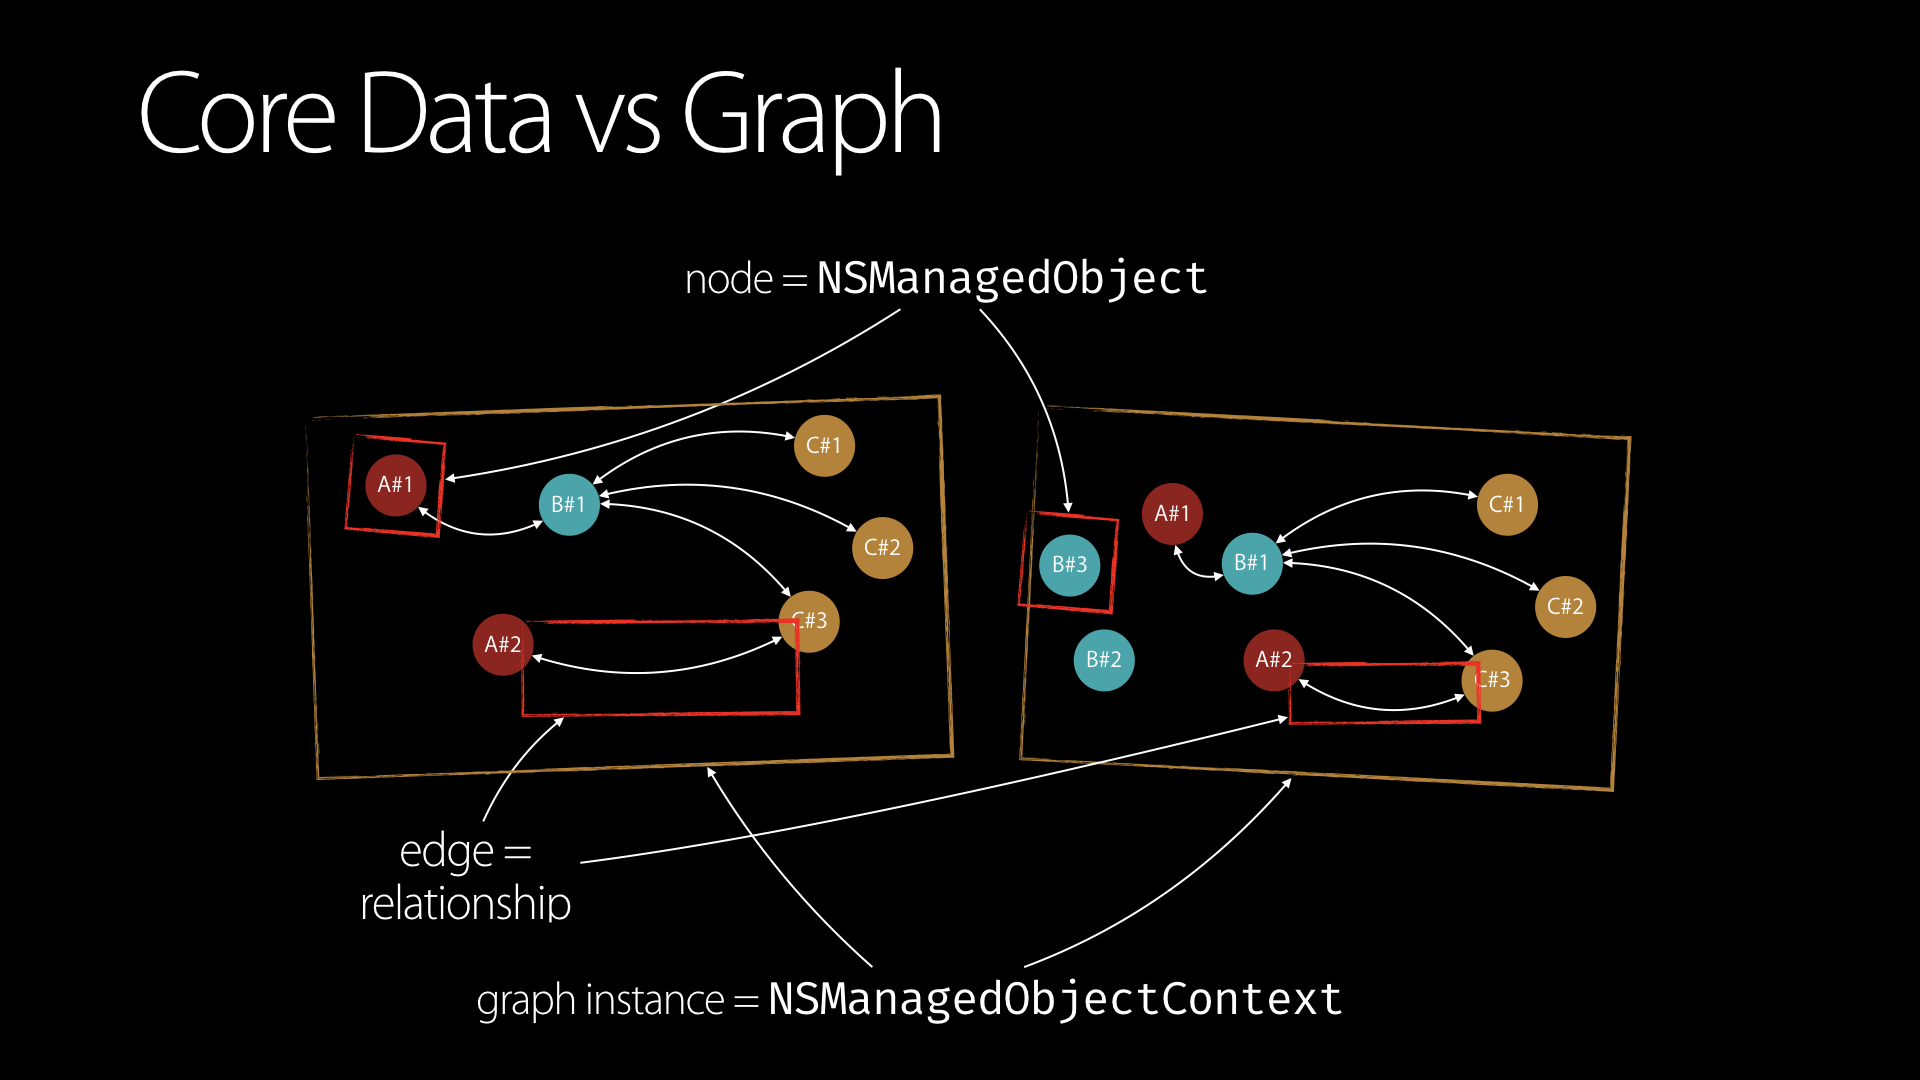 Core Data vs Graph
node = NSManagedObject
A#1
B#1
C#1
C#2
C#3
A#2
B#3
A#1
B#1
C#1
C#2
B#2
A#2
C#3
edge =
relationship
graph instance = NSManagedObjectContext